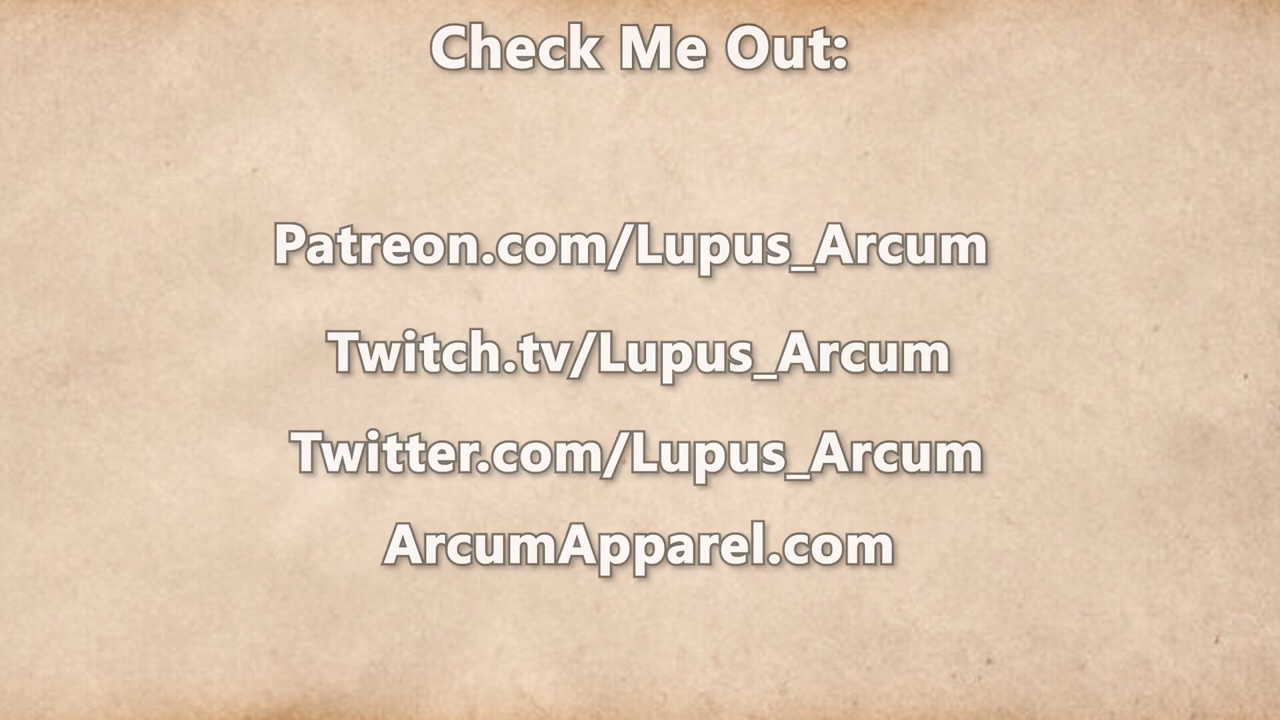 Check Me Out:
Patreon.com/Lupus_Arcum
Twitch.tv/Lupus_Arcum
Twitter.com/Lupus_Arcum
ArcumApparel.com